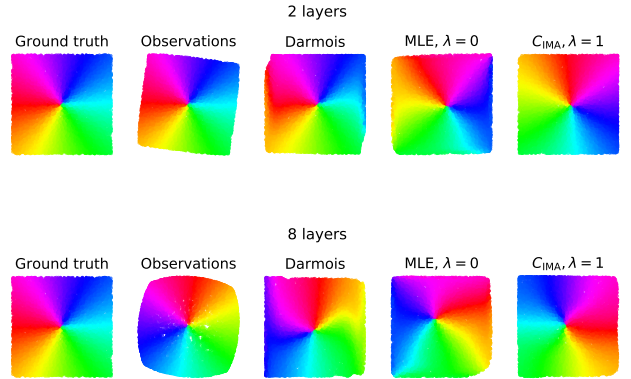 2 layers
Ground truth Observations Darmois MLE, λ = 0 C_IMA, λ = 1
8 layers
Ground truth Observations Darmois MLE, λ = 0 C_IMA, λ = 1